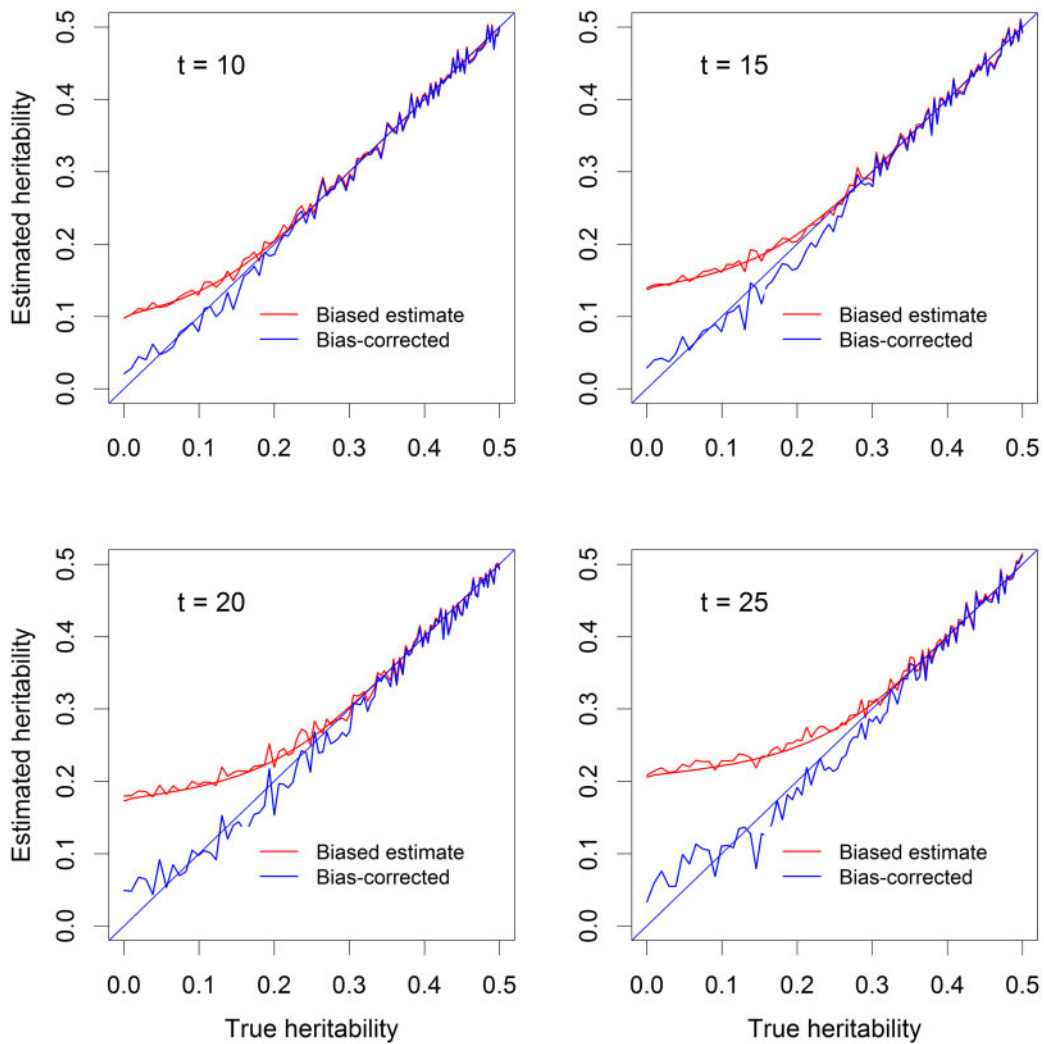 t = 10
Estimated heritability
0.5
0.4
0.3
0.2
0.1
0.0
Biased estimate
Bias-corrected
0.0 0.1 0.2 0.3 0.4 0.5
t = 15
0.5
0.4
0.3
0.2
0.1
0.0
Biased estimate
Bias-corrected
0.0 0.1 0.2 0.3 0.4 0.5
t = 20
Estimated heritability
0.5
0.4
0.3
0.2
0.1
0.0
Biased estimate
Bias-corrected
0.0 0.1 0.2 0.3 0.4 0.5
True heritability
t = 25
0.5
0.4
0.3
0.2
0.1
0.0
Biased estimate
Bias-corrected
0.0 0.1 0.2 0.3 0.4 0.5
True heritability